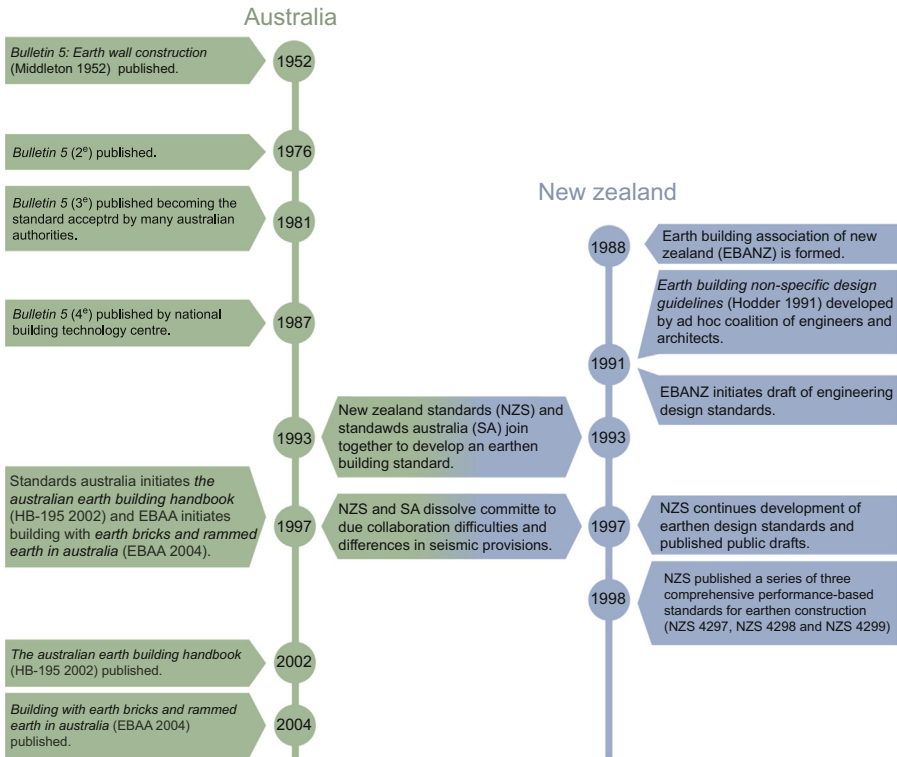 Australia
Bulletin 5: Earth wall construction
(Middleton 1952) published.
1952
Bulletin 5 (2e) published.
1976
Bulletin 5 (3e) published becoming the
standard acceptrd by many australian
authorities.
1981
Bulletin 5 (4e) published by national
building technology centre.
1987
New zealand
1988
Earth building association of new
zealand (EBANZ) is formed.
Earth building non-specific design
guidelines (Hodder 1991) developed
by ad hoc coalition of engineers and
architects.
1991
EBANZ initiates draft of engineering
design standards.
1993
New zealand standards (NZS) and
standawds australia (SA) join
together to develop an earthen
building standard.
1993
Standards australia initiates the
australian earth building handbook
(HB-195 2002) and EBAA initiates
building with earth bricks and rammed
earth in australia (EBAA 2004).
1997
NZS and SA dissolve committe to
due collaboration difficulties and
differences in seismic provisions.
1997
NZS continues development of
earthen design standards and
published public drafts.
1998
NZS published a series of three
comprehensive performance-based
standards for earthen construction
(NZS 4297, NZS 4298 and NZS 4299)
The australian earth building handbook
(HB-195 2002) published.
2002
Building with earth bricks and rammed
earth in australia (EBAA 2004)
published.
2004